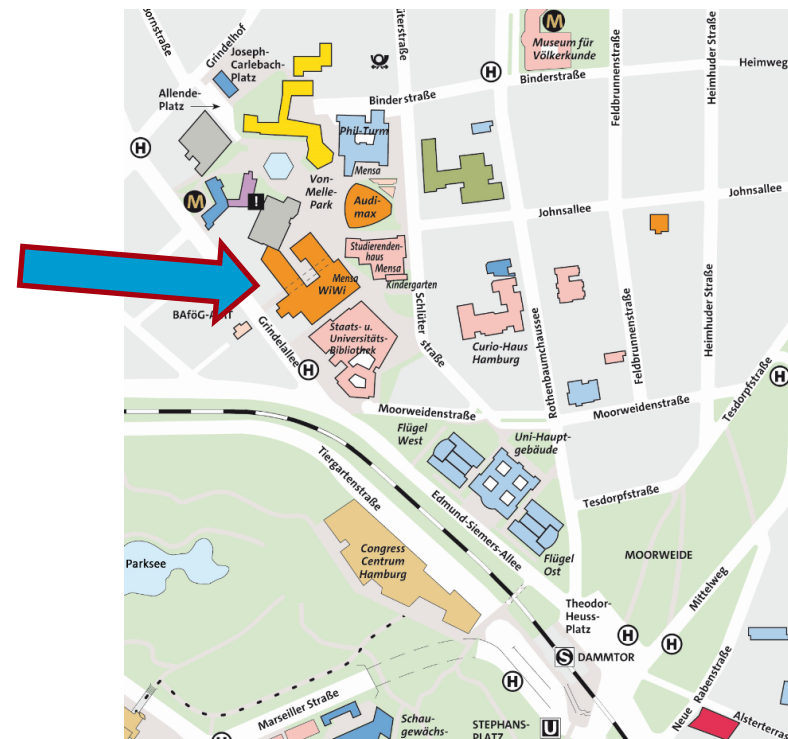 Bornstraße
Grindelhof
Joseph-
Carlebach-
Platz
Allende-
Platz
üterstraße
M
Museum für
Völkerkunde
H
Binderstraße
Binderstraße
Feldbrunnenstraße
Heimhuder Straße
Heimweg
H
Phil-Turm
Mensa
Von-
Melle-
Park
Audi-
max
M
!
Johnsallee
Johnsallee
Studierenden-
haus
Mensa
Kindergarten
Mensa
WiWi
BAföG-A
Grindelallee
Staats- u.
Universitäts-
Bibliothek
H
Schlüter
straße
Curio-Haus
Hamburg
Rothenbaumchaussee
Feldbrunnenstraße
Heimhuder Straße
Tesdorpfstraße
H
Moorweidenstraße
Moorweidenstraße
Flügel
West
Uni-Haupt-
gebäude
Tiergartenstraße
Edmund-Siemers-Allee
Tesdorpfstraße
Flügel
Ost
MOORWEIDE
Mittelweg
Parksee
Congress
Centrum
Hamburg
Theodor-
Heuss-
Platz
H
H
S DAMMTOR
H
Neue Rabenstraße
Alsterterras
Marseiller Straße
H
Schau-
gewächs-
STEPHANS-
PLATZ
U